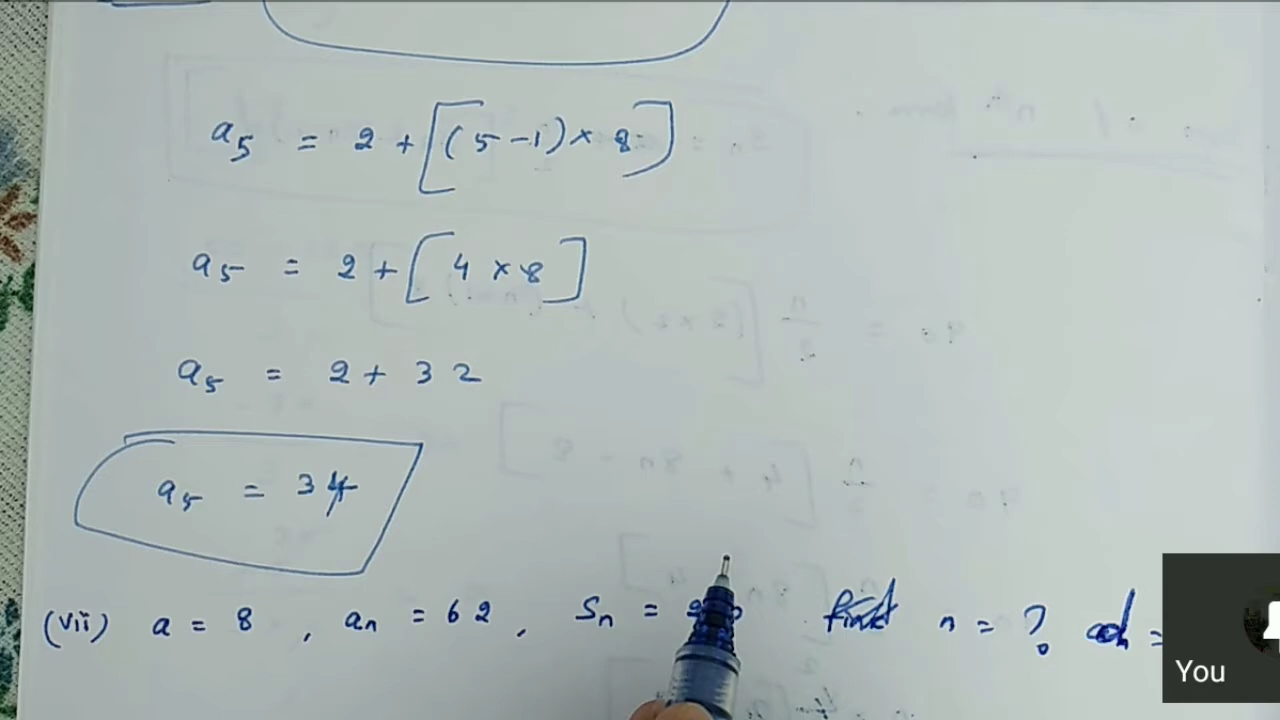 a₅ = 2 + [(5-1) × 8]
a₅ = 2 + [4 × 8]
a₅ = 2 + 32
a₅ = 34
(vii) a = 8 , aₙ = 62 , Sₙ = find n = ?
You